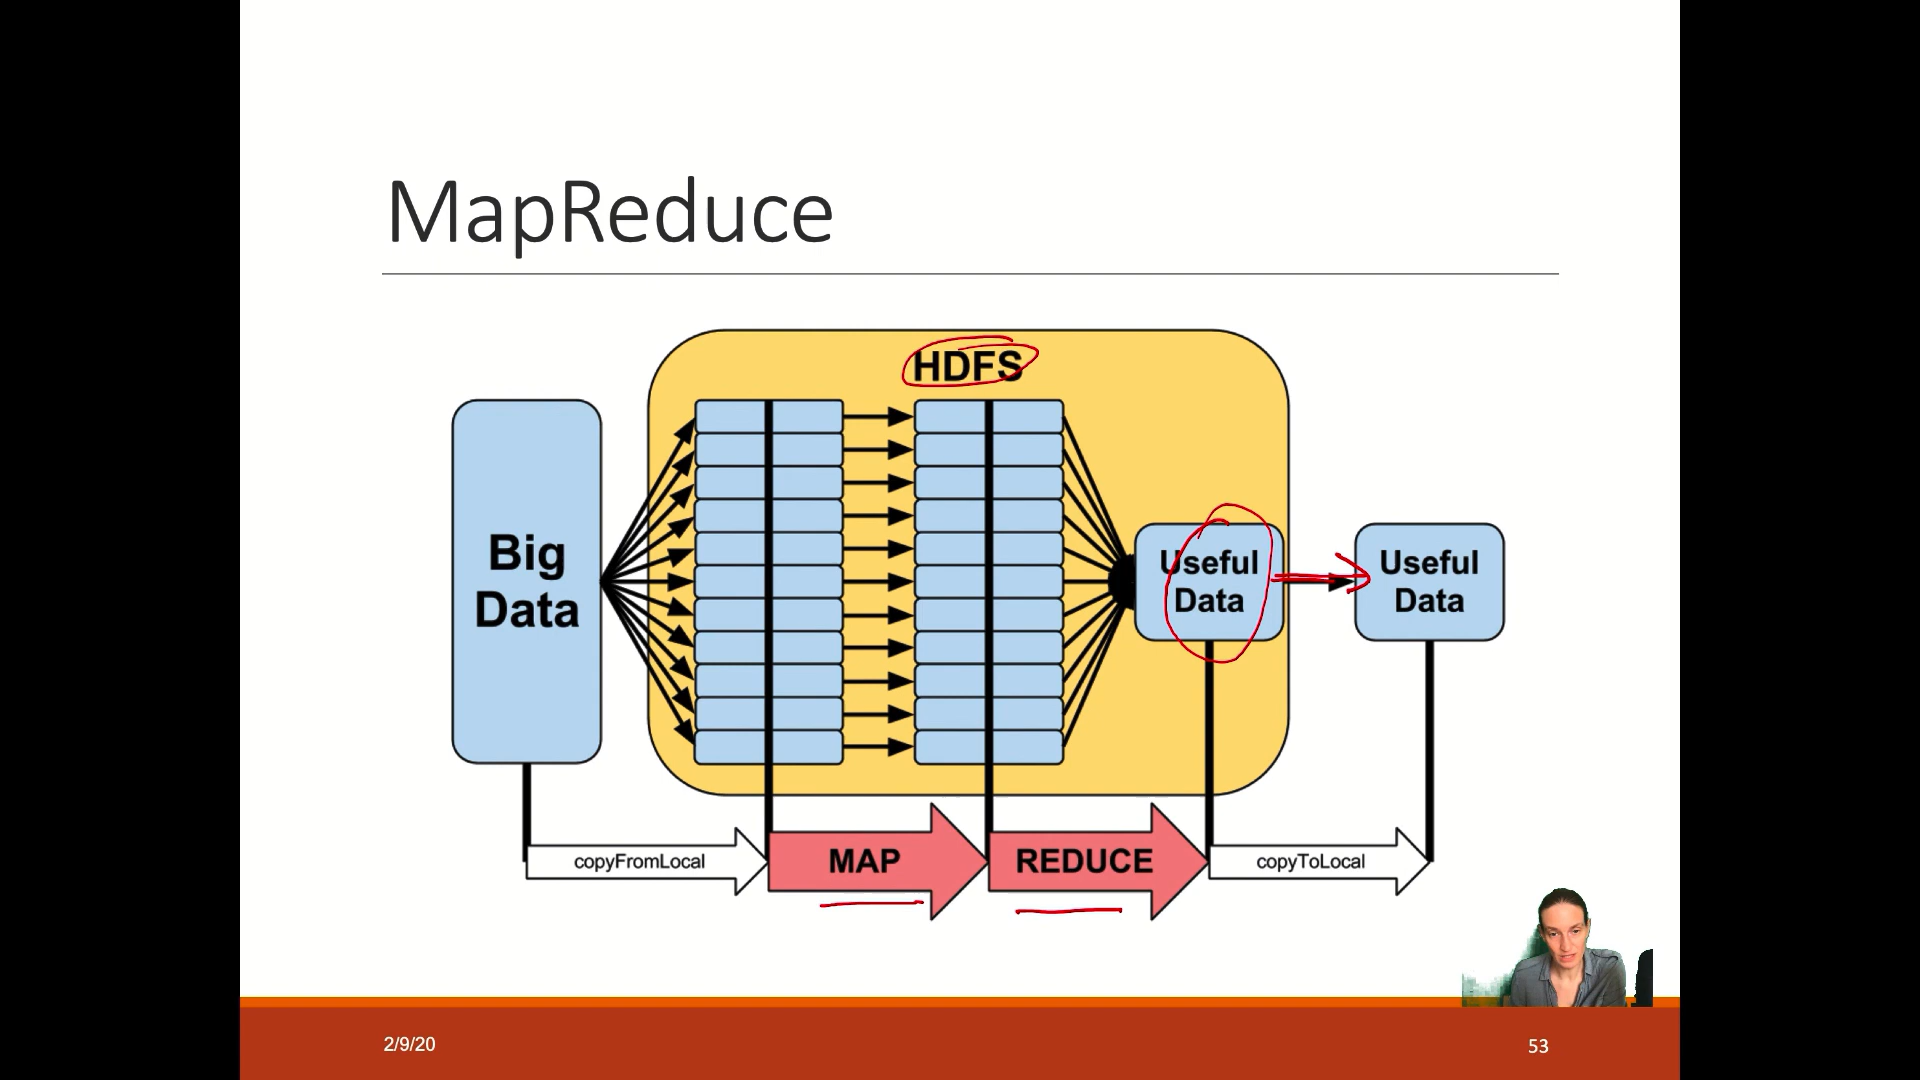 MapReduce
HDFS
Big
Data
Useful
Data
Useful
Data
copyFromLocal
MAP
REDUCE
copyToLocal
2/9/20
53